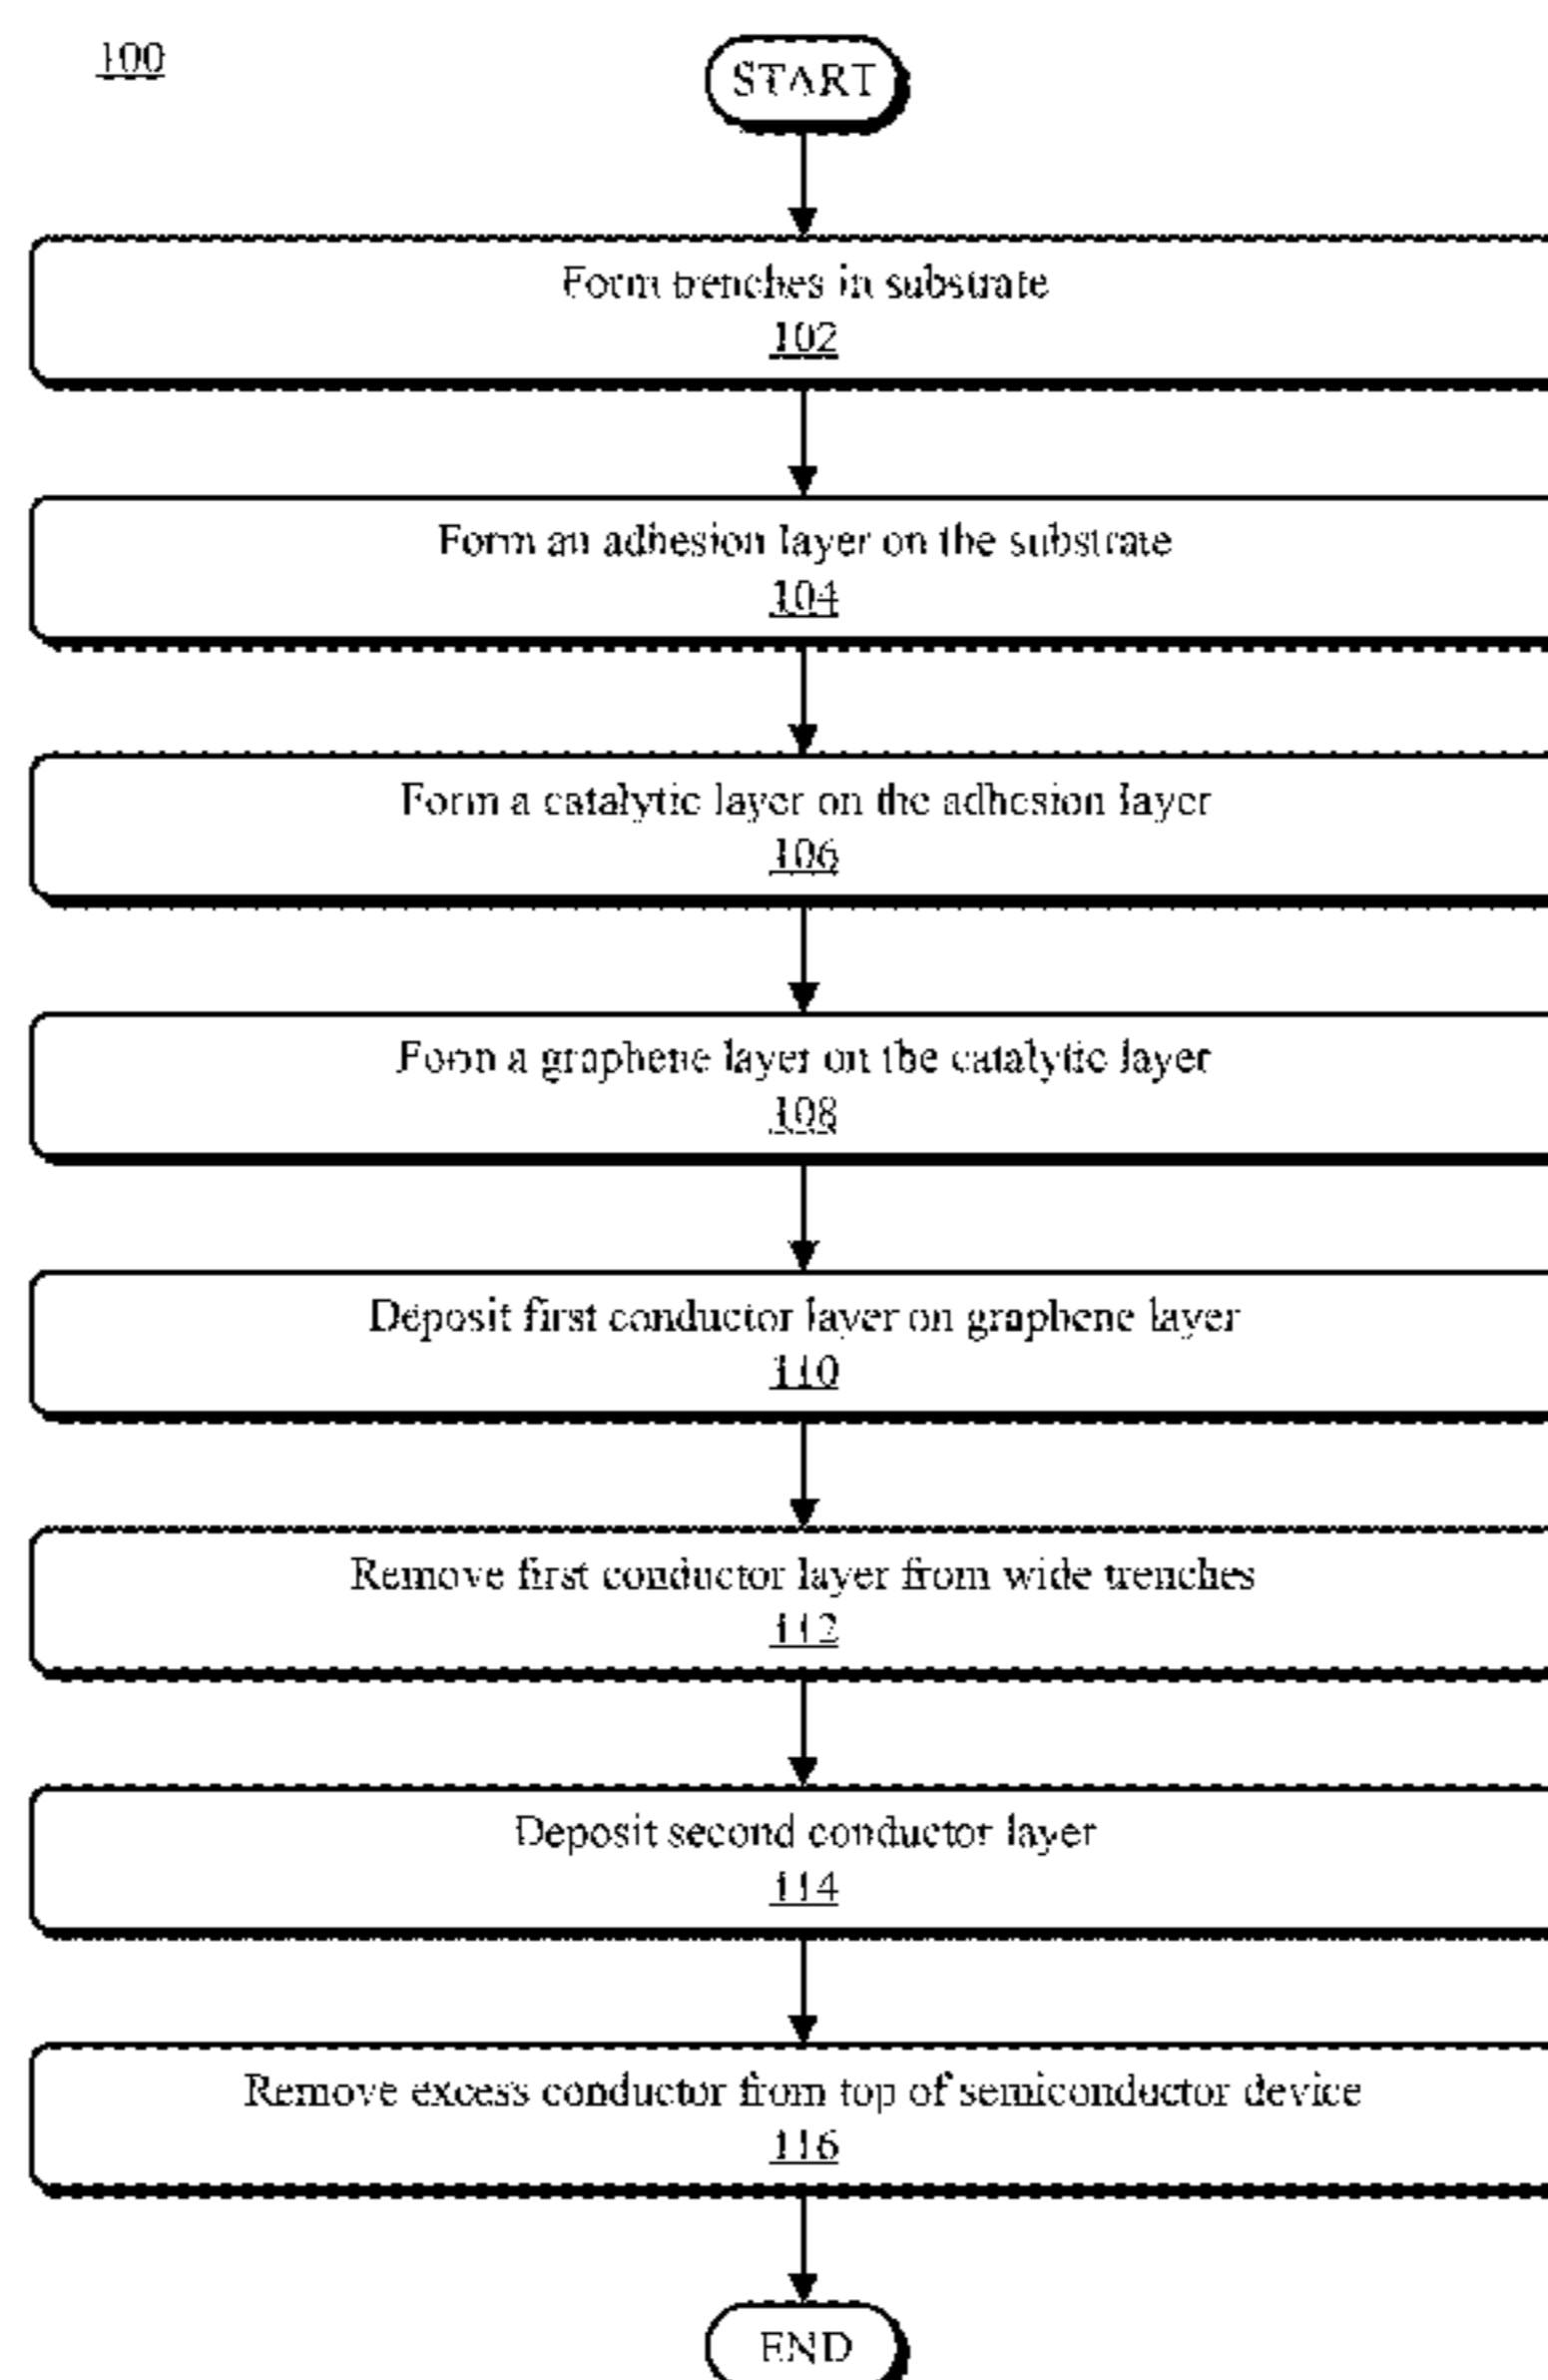 100
START
Form trenches in substrate
102
Form an adhesion layer on the substrate
104
Form a catalytic layer on the adhesion layer
106
Form a graphene layer on the catalytic layer
108
Deposit first conductor layer on graphene layer
110
Remove first conductor layer from wide trenches
112
Deposit second conductor layer
114
Remove excess conductor from top of semiconductor device
116
END